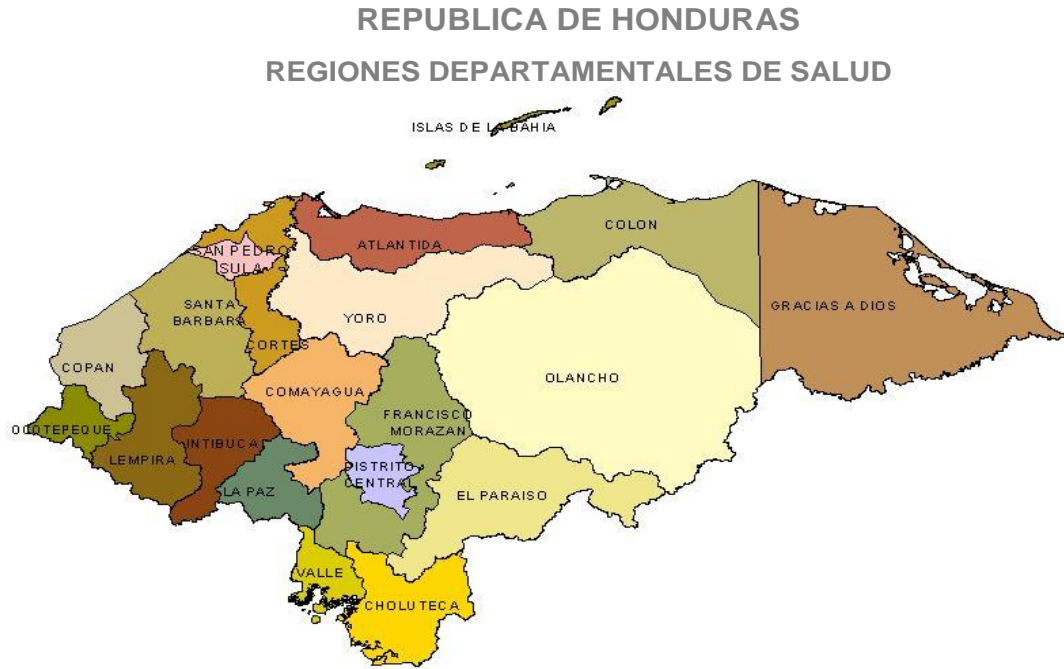 REPUBLICA DE HONDURAS
REGIONES DEPARTAMENTALES DE SALUD
ISLAS DE LA BAHIA
COLON
ATLANTIDA
SAN PEDRO
SULA
GRACIAS A DIOS
SANTA
BARBARA
YORO
CORTES
COPAN
OLANCHO
COMAYAGUA
FRANCISCO
MORAZAN
OCOTEPEQUE
INTIBUCA
LEMPIRA
DISTRITO
CENTRAL
LA PAZ
EL PARAISO
VALLE
CHOLUTECA